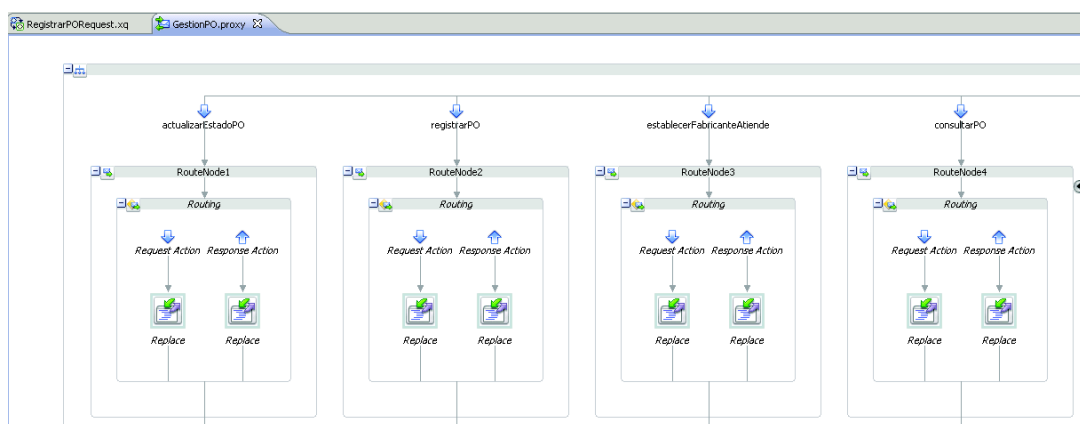 RegistrarPORequest.xq GestionPO.proxy
actualizarEstadoPO registrarPO establecerFabricanteAtiende consultarPO
RouteNode1 RouteNode2 RouteNode3 RouteNode4
Routing Routing Routing Routing
Request Action Response Action Request Action Response Action Request Action Response Action Request Action Response Action
Replace Replace Replace Replace Replace Replace Replace Replace